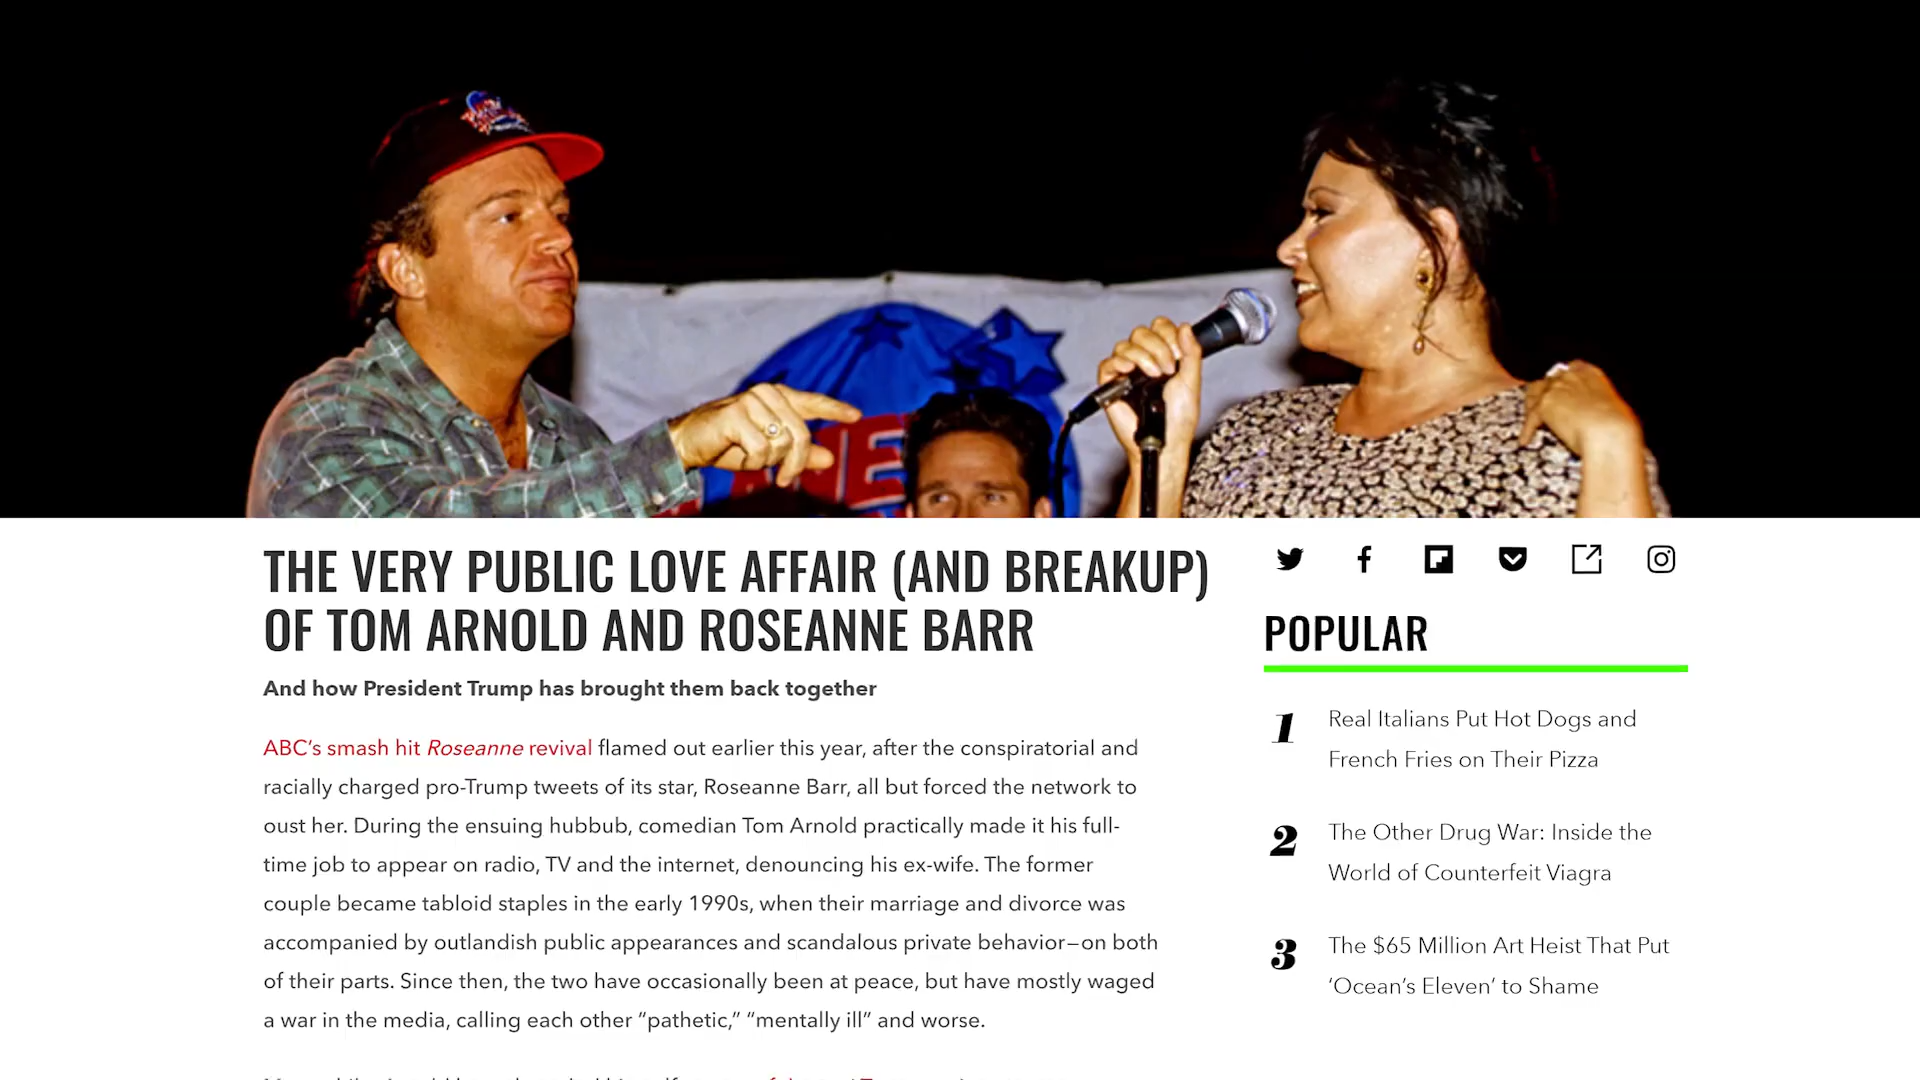 THE VERY PUBLIC LOVE AFFAIR (AND BREAKUP)
OF TOM ARNOLD AND ROSEANNE BARR
And how President Trump has brought them back together
ABC’s smash hit Roseanne revival flamed out earlier this year, after the conspiratorial and
racially charged pro-Trump tweets of its star, Roseanne Barr, all but forced the network to
oust her. During the ensuing hubbub, comedian Tom Arnold practically made it his full-
time job to appear on radio, TV and the internet, denouncing his ex-wife. The former
couple became tabloid staples in the early 1990s, when their marriage and divorce was
accompanied by outlandish public appearances and scandalous private behavior—on both
of their parts. Since then, the two have occasionally been at peace, but have mostly waged
a war in the media, calling each other “pathetic,” “mentally ill” and worse.
POPULAR
1 Real Italians Put Hot Dogs and
French Fries on Their Pizza
2 The Other Drug War: Inside the
World of Counterfeit Viagra
3 The $65 Million Art Heist That Put
‘Ocean’s Eleven’ to Shame